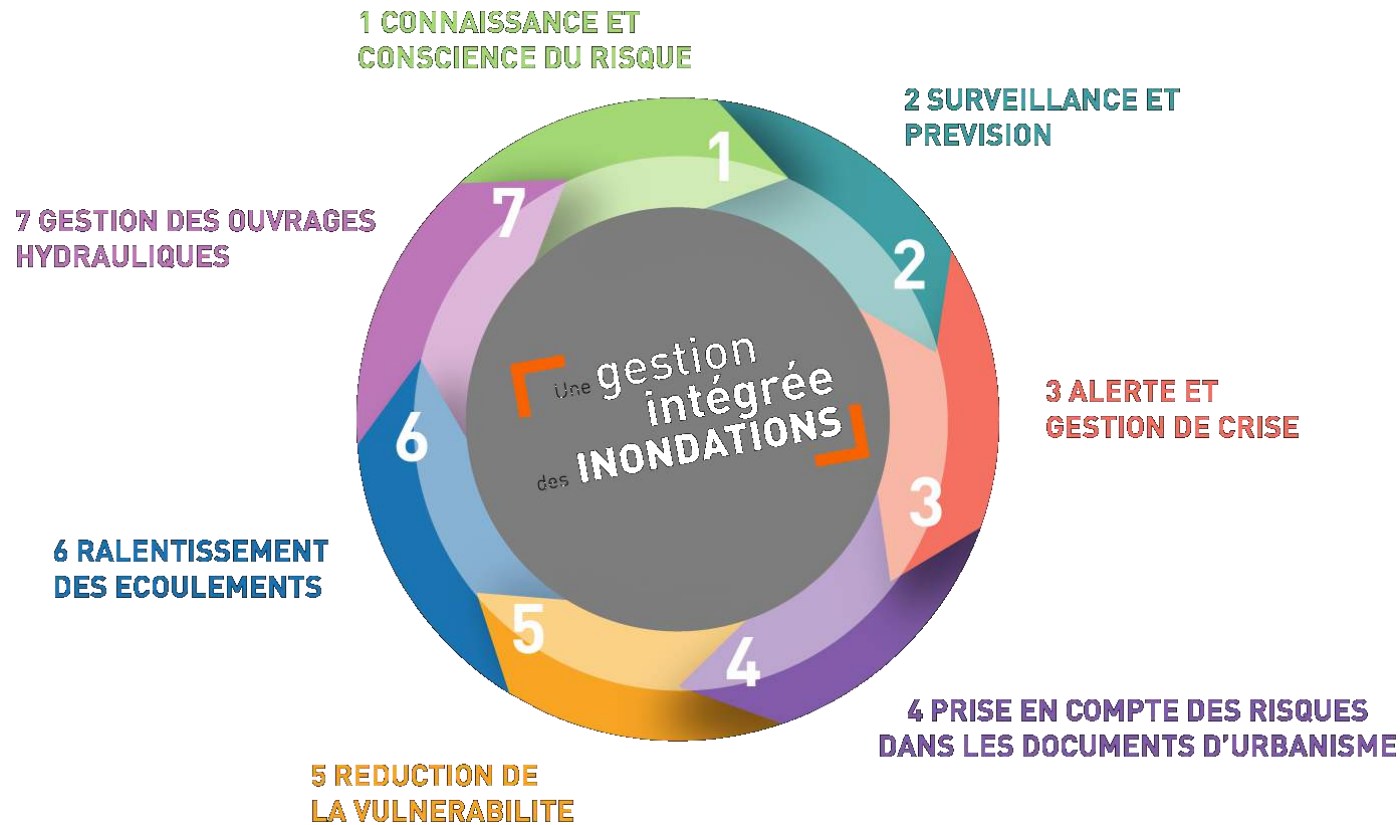 1 CONNAISSANCE ET
CONSCIENCE DU RISQUE
2 SURVEILLANCE ET
PREVISION
3 ALERTE ET
GESTION DE CRISE
4 PRISE EN COMPTE DES RISQUES
DANS LES DOCUMENTS D'URBANISME
5 REDUCTION DE
LA VULNERABILITE
6 RALENTISSEMENT
DES ECOULEMENTS
7 GESTION DES OUVRAGES
HYDRAULIQUES
1
2
3
4
5
6
7
Une gestion
intégrée
des INONDATIONS